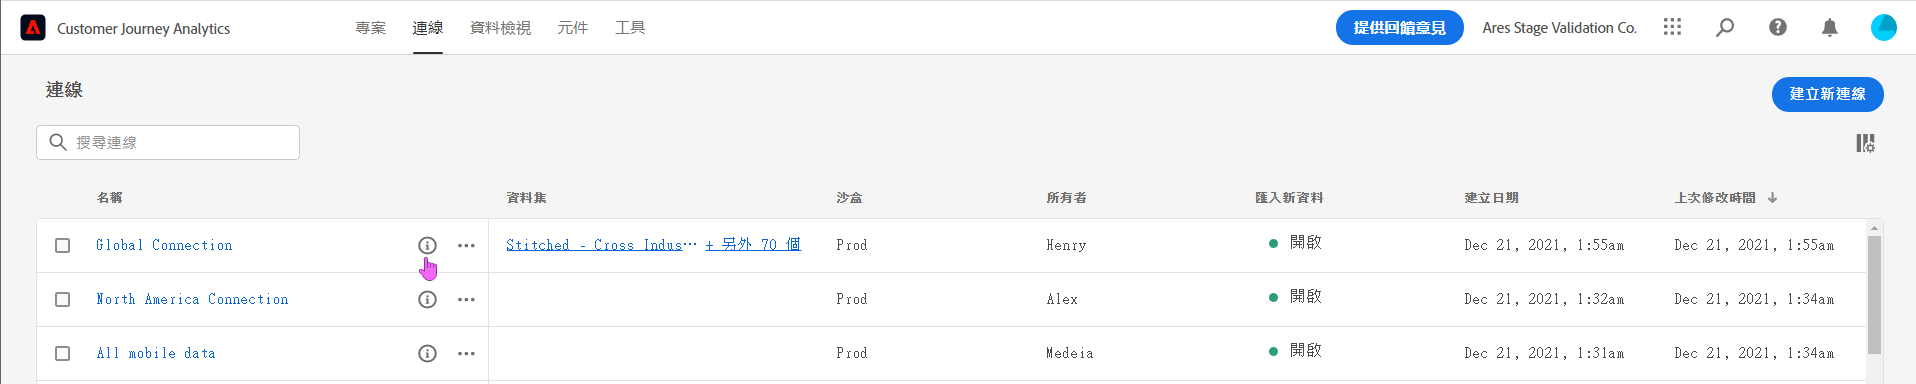 Customer Journey Analytics 專案 連線 資料檢視 元件 工具 提供回饋意見 Ares Stage Validation Co.
連線
建立新連線
搜尋連線
名稱 資料集 沙盒 所有者 匯入新資料 建立日期 上次修改時間
Global Connection Stitched - Cross Indus… + 另外 70 個 Prod Henry 開啟 Dec 21, 2021, 1:55am Dec 21, 2021, 1:55am
North America Connection Prod Alex 開啟 Dec 21, 2021, 1:32am Dec 21, 2021, 1:34am
All mobile data Prod Medeia 開啟 Dec 21, 2021, 1:31am Dec 21, 2021, 1:34am